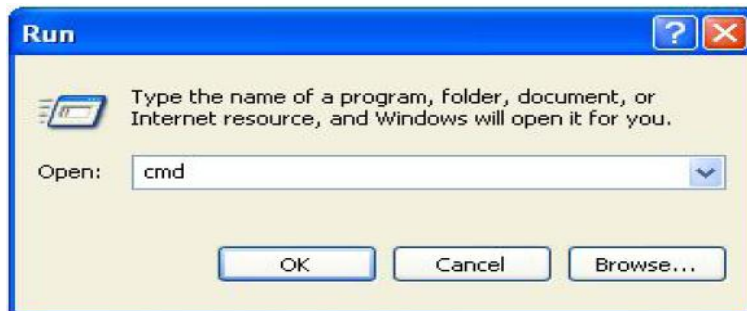 Run
Type the name of a program, folder, document, or
Internet resource, and Windows will open it for you.
Open: cmd
OK Cancel Browse...